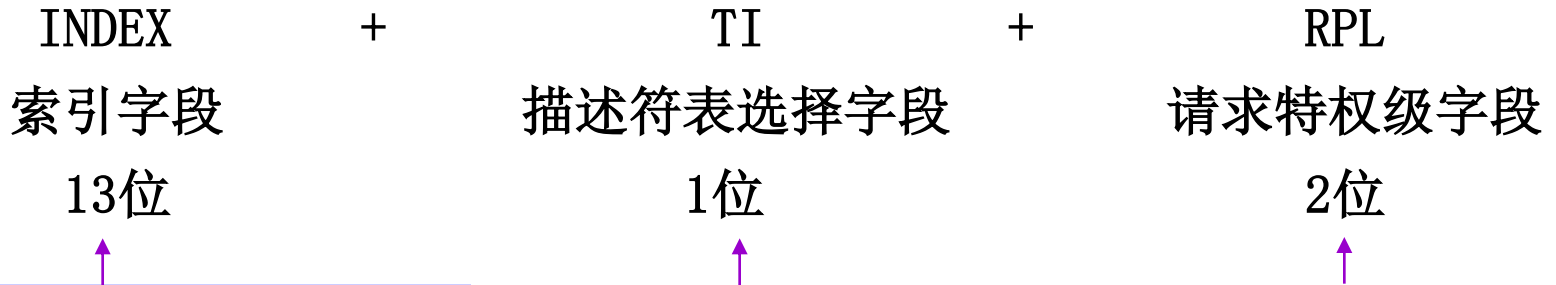 INDEX + TI + RPL
索引字段 描述符表选择字段 请求特权级字段
13位 1位 2位